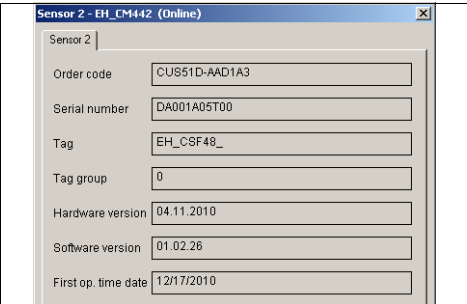 Sensor 2 - EH_CM442 (Online)
Sensor 2
Order code CUS51D-AAD1A3
Serial number DA001A05T00
Tag EH_CSF48_
Tag group 0
Hardware version 04.11.2010
Software version 01.02.26
First op. time date 12/17/2010